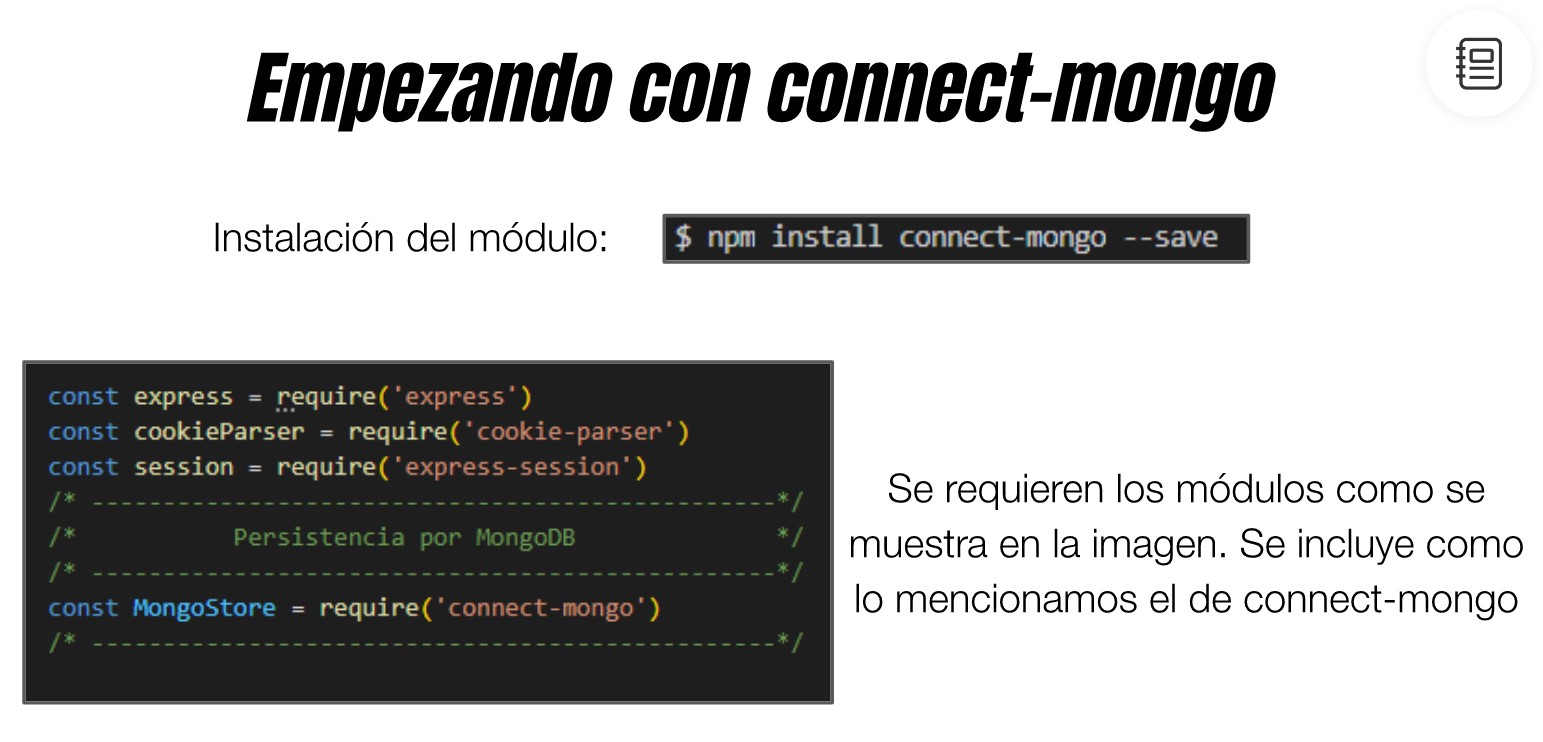 Empezando con connect-mongo
Instalación del módulo:
$ npm install connect-mongo --save
const express = require('express')
const cookieParser = require('cookie-parser')
const session = require('express-session')
/* ------------------------------------------------*/
/*           Persistencia por MongoDB              */
/* ------------------------------------------------*/
const MongoStore = require('connect-mongo')
/* ------------------------------------------------*/
Se requieren los módulos como se
muestra en la imagen. Se incluye como
lo mencionamos el de connect-mongo